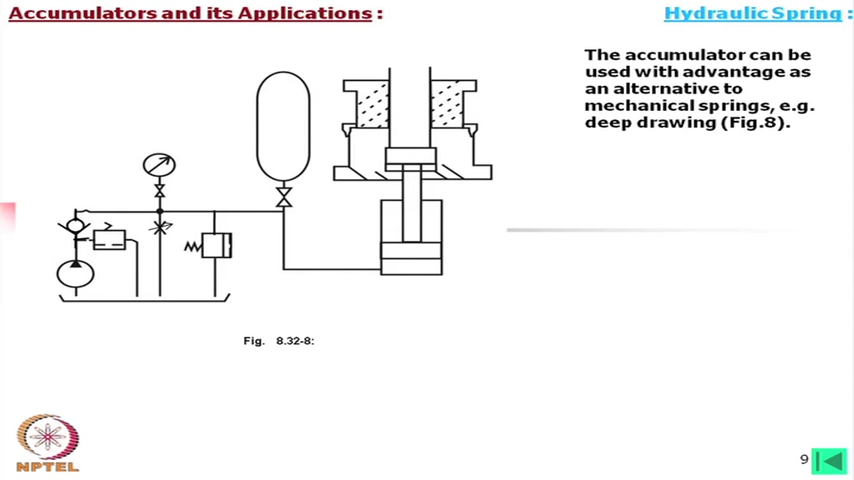 Accumulators and its Applications :
Hydraulic Spring :
The accumulator can be
used with advantage as
an alternative to
mechanical springs, e.g.
deep drawing (Fig.8).
Fig. 8.32-8:
NPTEL
9